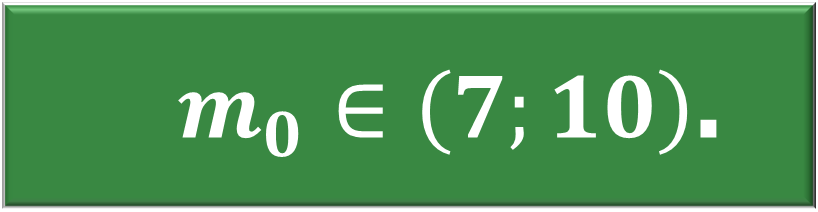 m₀ ∈ (7; 10).